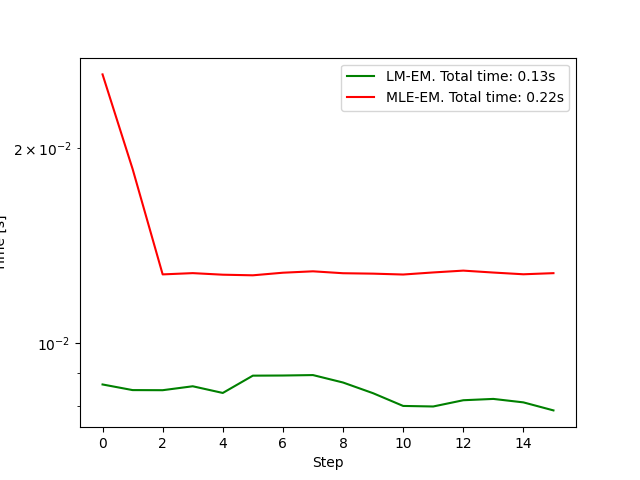 LM-EM. Total time: 0.13s
MLE-EM. Total time: 0.22s
2 × 10⁻²
10⁻²
[s]
0 2 4 6 8 10 12 14
Step